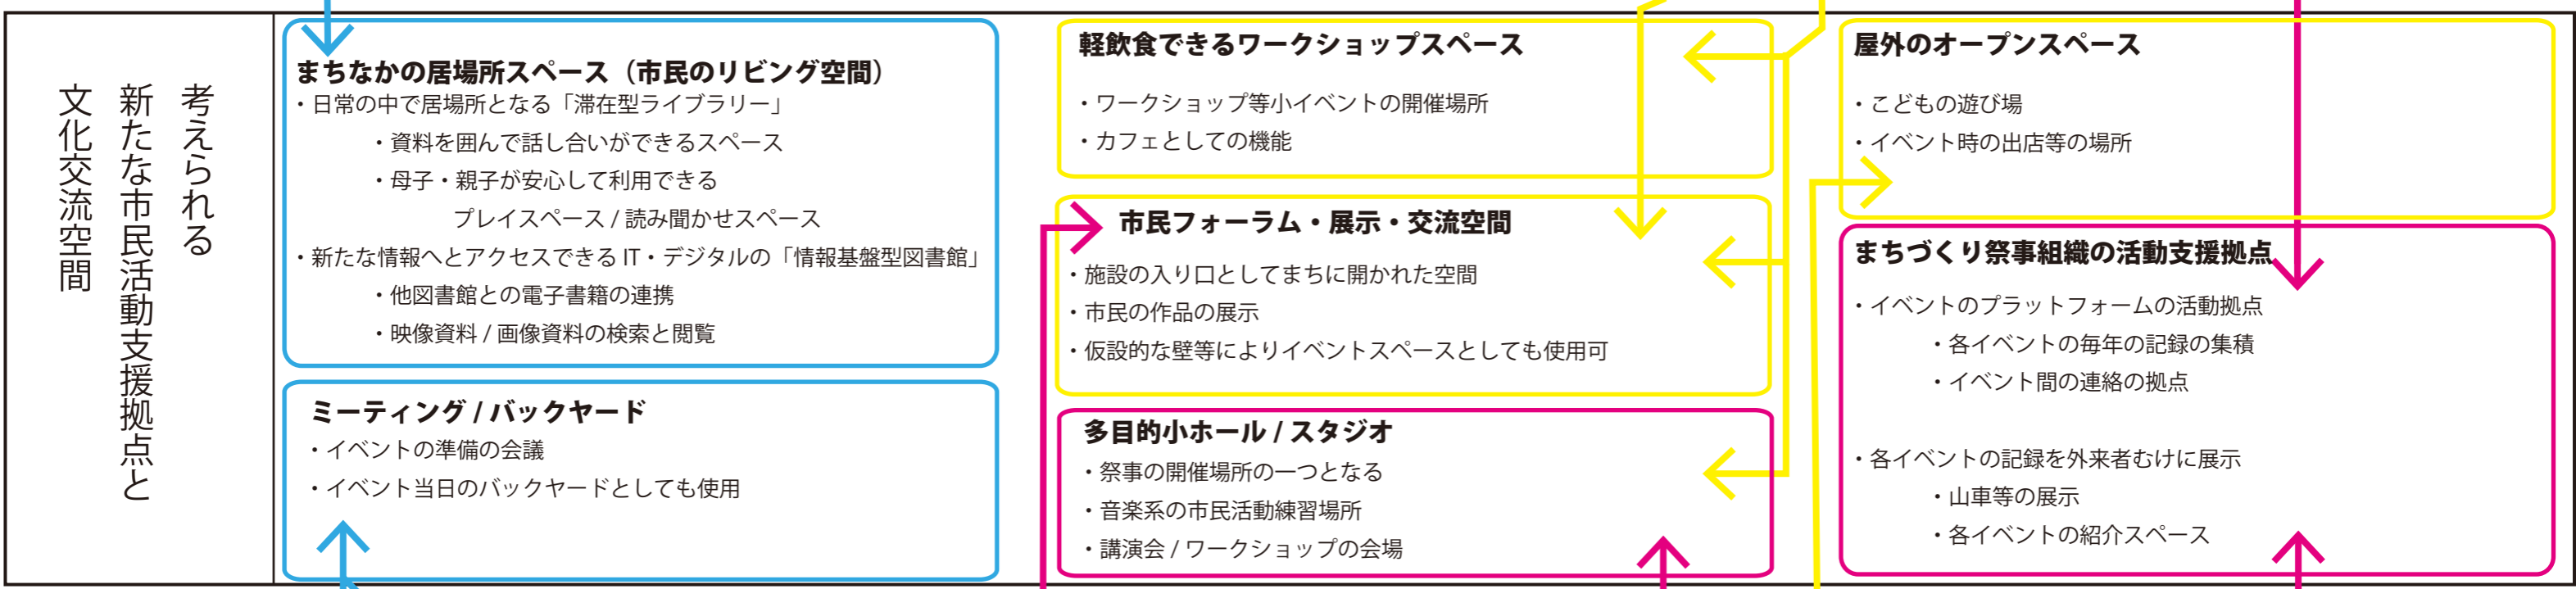 考えられる
新たな市民活動支援拠点と
文化交流空間
まちなかの居場所スペース（市民のリビング空間）
・日常の中で居場所となる「滞在型ライブラリー」
・資料を囲んで話し合いができるスペース
・母子・親子が安心して利用できる
プレイスペース / 読み聞かせスペース
・新たな情報へとアクセスできる IT・デジタルの「情報基盤型図書館」
・他図書館との電子書籍の連携
・映像資料 / 画像資料の検索と閲覧
ミーティング / バックヤード
・イベントの準備の会議
・イベント当日のバックヤードとしても使用
軽飲食できるワークショップスペース
・ワークショップ等小イベントの開催場所
・カフェとしての機能
市民フォーラム・展示・交流空間
・施設の入り口としてまちに開かれた空間
・市民の作品の展示
・仮設的な壁等によりイベントスペースとしても使用可
多目的小ホール / スタジオ
・祭事の開催場所の一つとなる
・音楽系の市民活動練習場所
・講演会 / ワークショップの会場
屋外のオープンスペース
・こどもの遊び場
・イベント時の出店等の場所
まちづくり祭事組織の活動支援拠点
・イベントのプラットフォームの活動拠点
・各イベントの毎年の記録の集積
・イベント間の連絡の拠点
・各イベントの記録を外来者むけに展示
・山車等の展示
・各イベントの紹介スペース